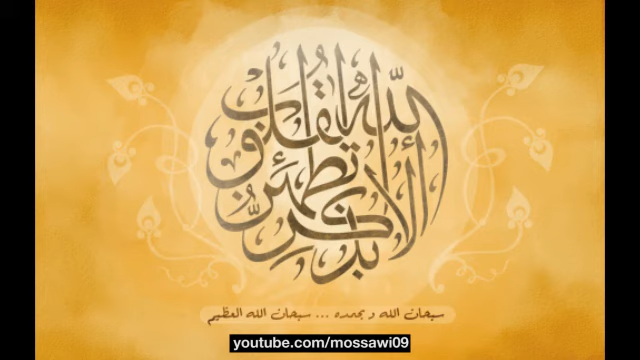 ألا بذكر الله تطمئن القلوب
سبحان الله و بحمده ... سبحان الله العظيم
youtube.com/mossawi09